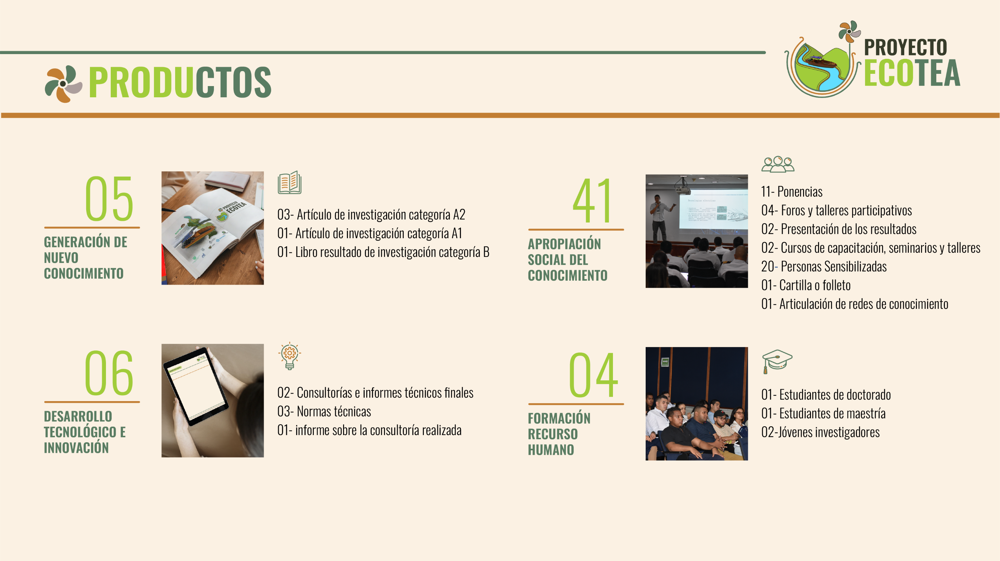 PROYECTO
ECOTEA
PRODUCTOS
05
GENERACIÓN DE
NUEVO
CONOCIMIENTO
PROYECTO
ECOTEA
03- Artículo de investigación categoría A2
01- Artículo de investigación categoría A1
01- Libro resultado de investigación categoría B
41
APROPIACIÓN
SOCIAL DEL
CONOCIMIENTO
Tecnologías eléctricas
11- Ponencias
04- Foros y talleres participativos
02- Presentación de los resultados
02- Cursos de capacitación, seminarios y talleres
20- Personas Sensibilizadas
01- Cartilla o folleto
01- Articulación de redes de conocimiento
06
DESARROLLO
TECNOLÓGICO E
INNOVACIÓN
02- Consultorías e informes técnicos finales
03- Normas técnicas
01- informe sobre la consultoría realizada
04
FORMACIÓN
RECURSO
HUMANO
01- Estudiantes de doctorado
01- Estudiantes de maestría
02-Jóvenes investigadores